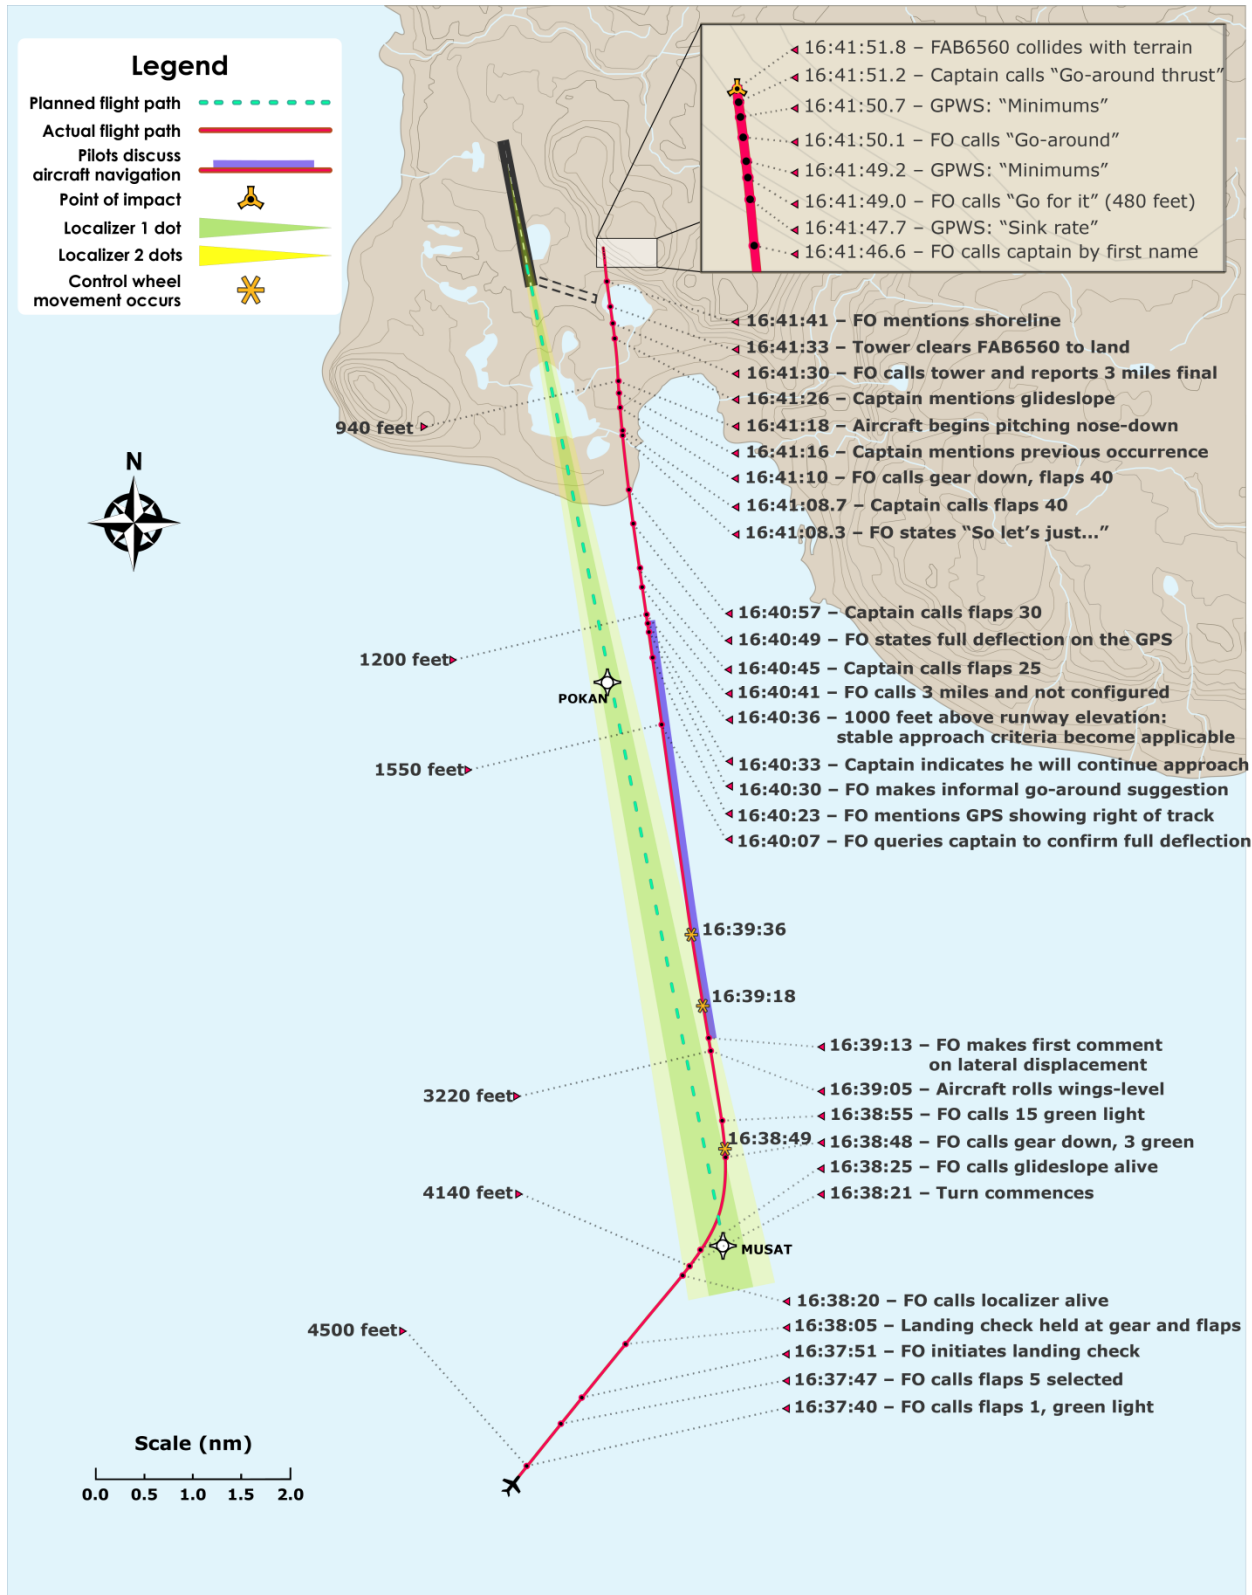 Legend
Planned flight path
Actual flight path
Pilots discuss
aircraft navigation
Point of impact
Localizer 1 dot
Localizer 2 dots
Control wheel
movement occurs
16:41:51.8 – FAB6560 collides with terrain
16:41:51.2 – Captain calls “Go-around thrust”
16:41:50.7 – GPWS: “Minimums”
16:41:50.1 – FO calls “Go-around”
16:41:49.2 – GPWS: “Minimums”
16:41:49.0 – FO calls “Go for it” (480 feet)
16:41:47.7 – GPWS: “Sink rate”
16:41:46.6 – FO calls captain by first name
16:41:41 – FO mentions shoreline
16:41:33 – Tower clears FAB6560 to land
16:41:30 – FO calls tower and reports 3 miles final
16:41:26 – Captain mentions glideslope
16:41:18 – Aircraft begins pitching nose-down
940 feet
16:41:16 – Captain mentions previous occurrence
N
16:41:10 – FO calls gear down, flaps 40
16:41:08.7 – Captain calls flaps 40
16:41:08.3 – FO states “So let’s just...”
16:40:57 – Captain calls flaps 30
16:40:49 – FO states full deflection on the GPS
1200 feet
16:40:45 – Captain calls flaps 25
16:40:41 – FO calls 3 miles and not configured
POKAN
16:40:36 – 1000 feet above runway elevation:
stable approach criteria become applicable
16:40:33 – Captain indicates he will continue approach
1550 feet
16:40:30 – FO makes informal go-around suggestion
16:40:23 – FO mentions GPS showing right of track
16:40:07 – FO queries captain to confirm full deflection
16:39:36
16:39:18
16:39:13 – FO makes first comment
on lateral displacement
16:39:05 – Aircraft rolls wings-level
3220 feet
16:38:55 – FO calls 15 green light
16:38:49
16:38:48 – FO calls gear down, 3 green
16:38:25 – FO calls glideslope alive
4140 feet
16:38:21 – Turn commences
MUSAT
16:38:20 – FO calls localizer alive
16:38:05 – Landing check held at gear and flaps
4500 feet
16:37:51 – FO initiates landing check
16:37:47 – FO calls flaps 5 selected
16:37:40 – FO calls flaps 1, green light
Scale (nm)
0.0 0.5 1.0 1.5 2.0